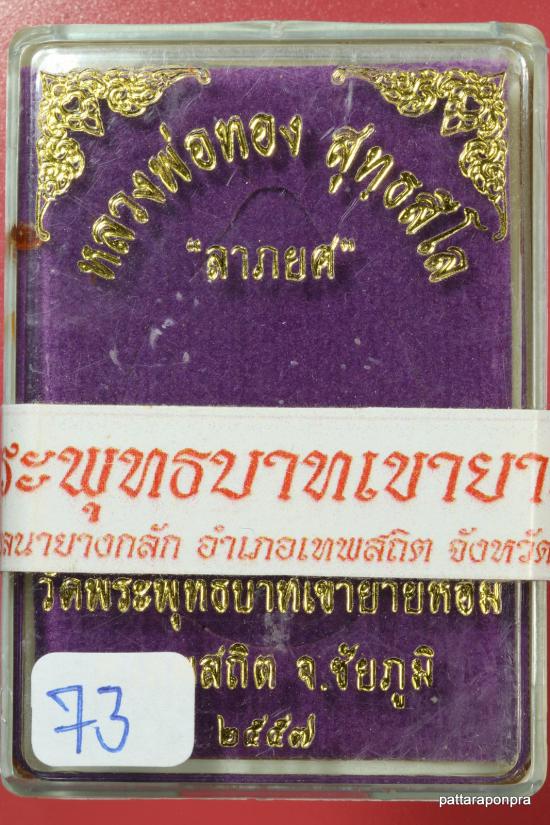 หลวงพ่อทอง สุทฺธสีโล
“ลาภยศ”
ระพุทธบาทเขายา
ลนายางกลัก อำเภอเทพสถิต จังหวัด
วัดพระพุทธบาทเขายายหอม
สถิต จ.ชัยภูมิ
๒๕๕๗
73
pattaraponpra